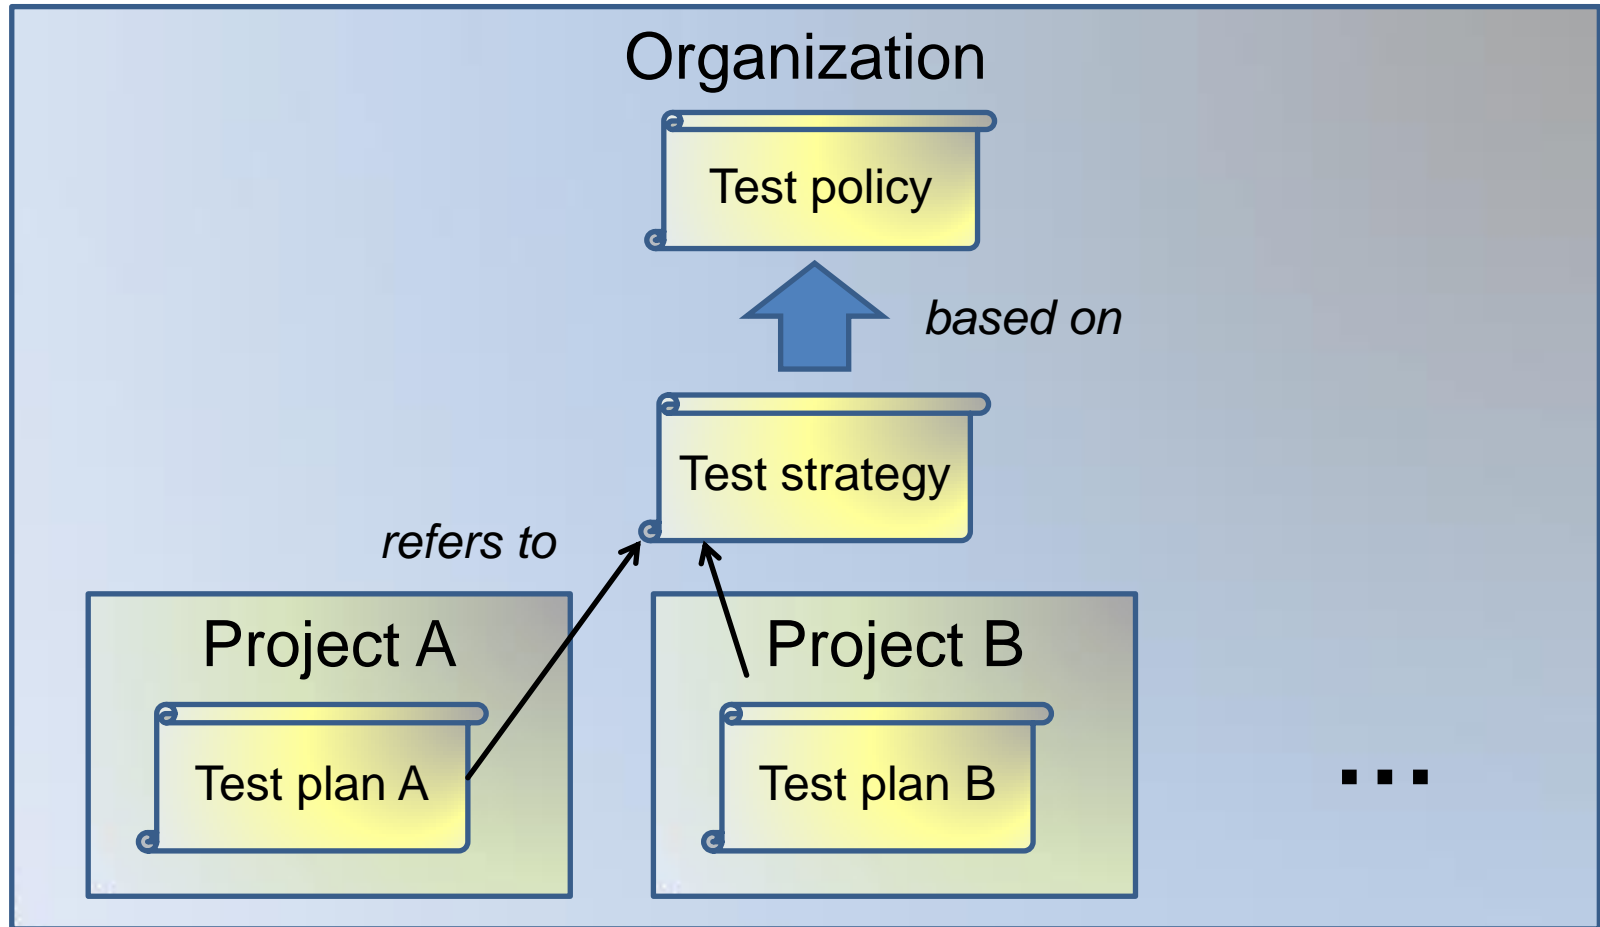 Organization
Test policy
based on
Test strategy
refers to
Project A
Project B
Test plan A
Test plan B
...